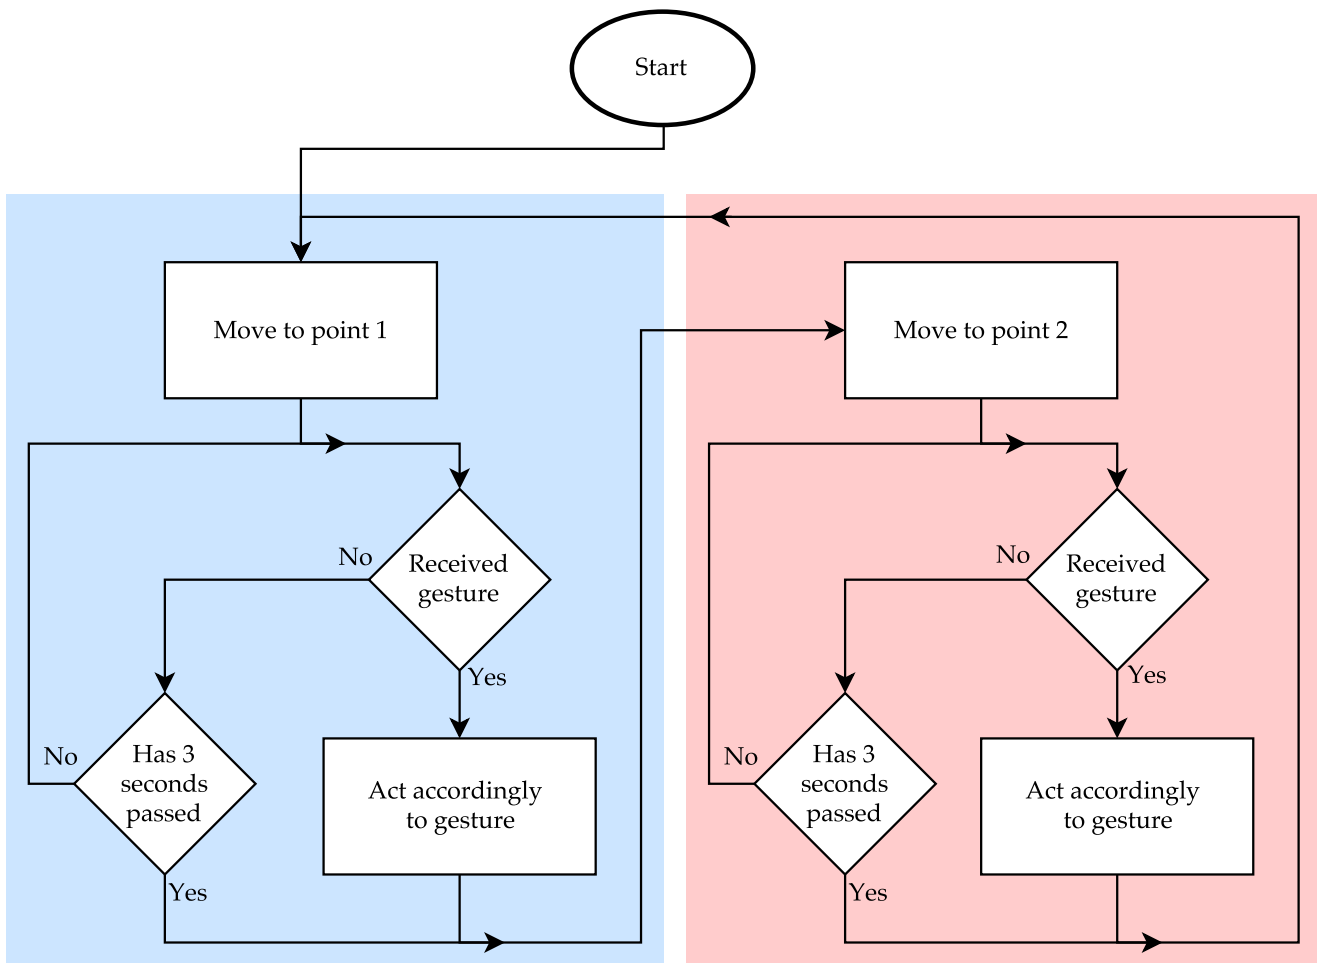 Start
Move to point 1
Move to point 2
No
Received
gesture
Yes
No
Received
gesture
Yes
No
Has 3
seconds
passed
Yes
Act accordingly
to gesture
No
Has 3
seconds
passed
Yes
Act accordingly
to gesture